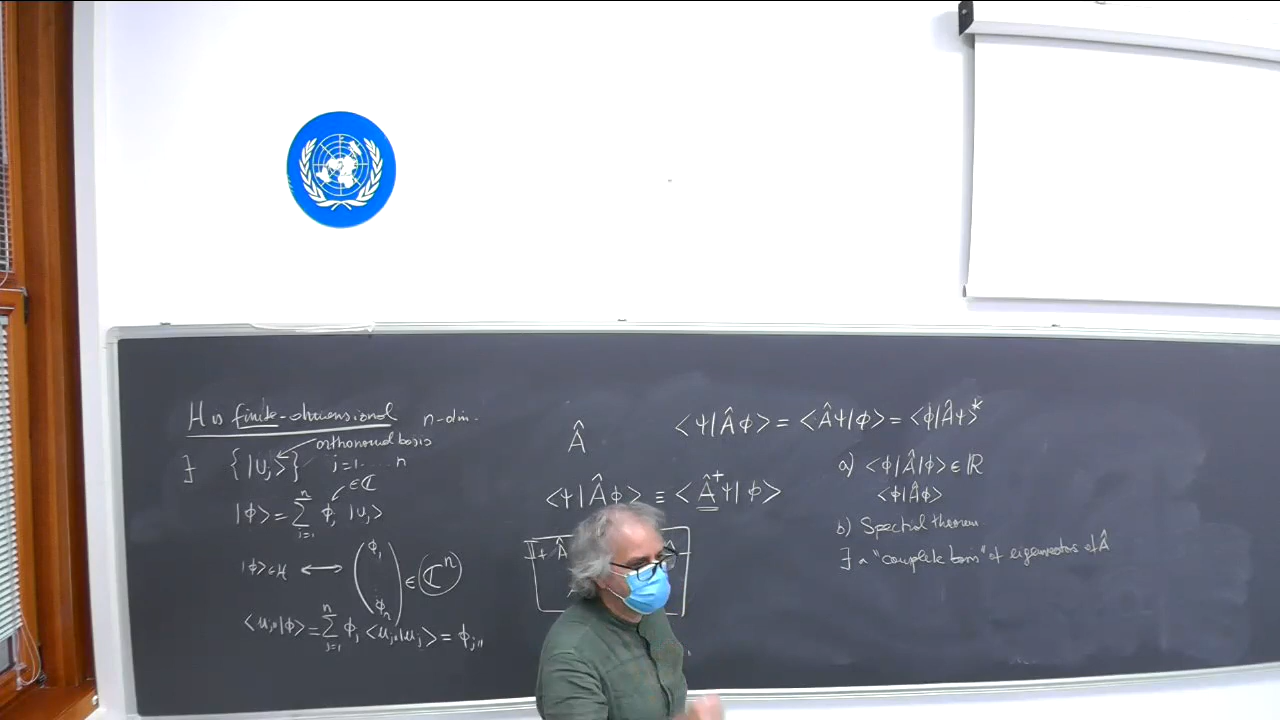 H is finite-dimensional n-dim.
∃ {|u_j>} orthonormal basis j=1.....n
|ϕ> = Σ_{j=1}^{n} ϕ_j |u_j> ∈ ℂ
|ϕ> ∈ H ⟷ (ϕ_1 ϕ_n) ∈ ℂ^n
<u_j''|ϕ> = Σ_{j=1}^{n} ϕ_j <u_j''|u_j> = ϕ_j''
Â
<ψ|Âϕ> ≡ <Â⁺ψ|ϕ>
<ψ|Âϕ> = <Âψ|ϕ> = <ϕ|Âψ>*
a) <ϕ|Â|ϕ> ∈ ℝ
<ϕ|Âϕ>
b) Spectral theorem
∃ a "complete basis" of eigenvectors of Â